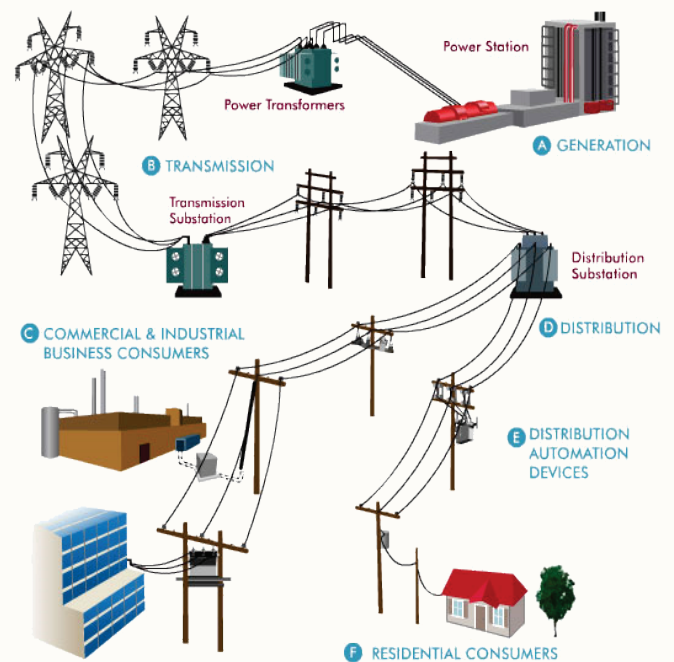 Power Station
Power Transformers
A GENERATION
B TRANSMISSION
Transmission
Substation
Distribution
Substation
C COMMERCIAL & INDUSTRIAL
BUSINESS CONSUMERS
D DISTRIBUTION
E DISTRIBUTION
AUTOMATION
DEVICES
F RESIDENTIAL CONSUMERS